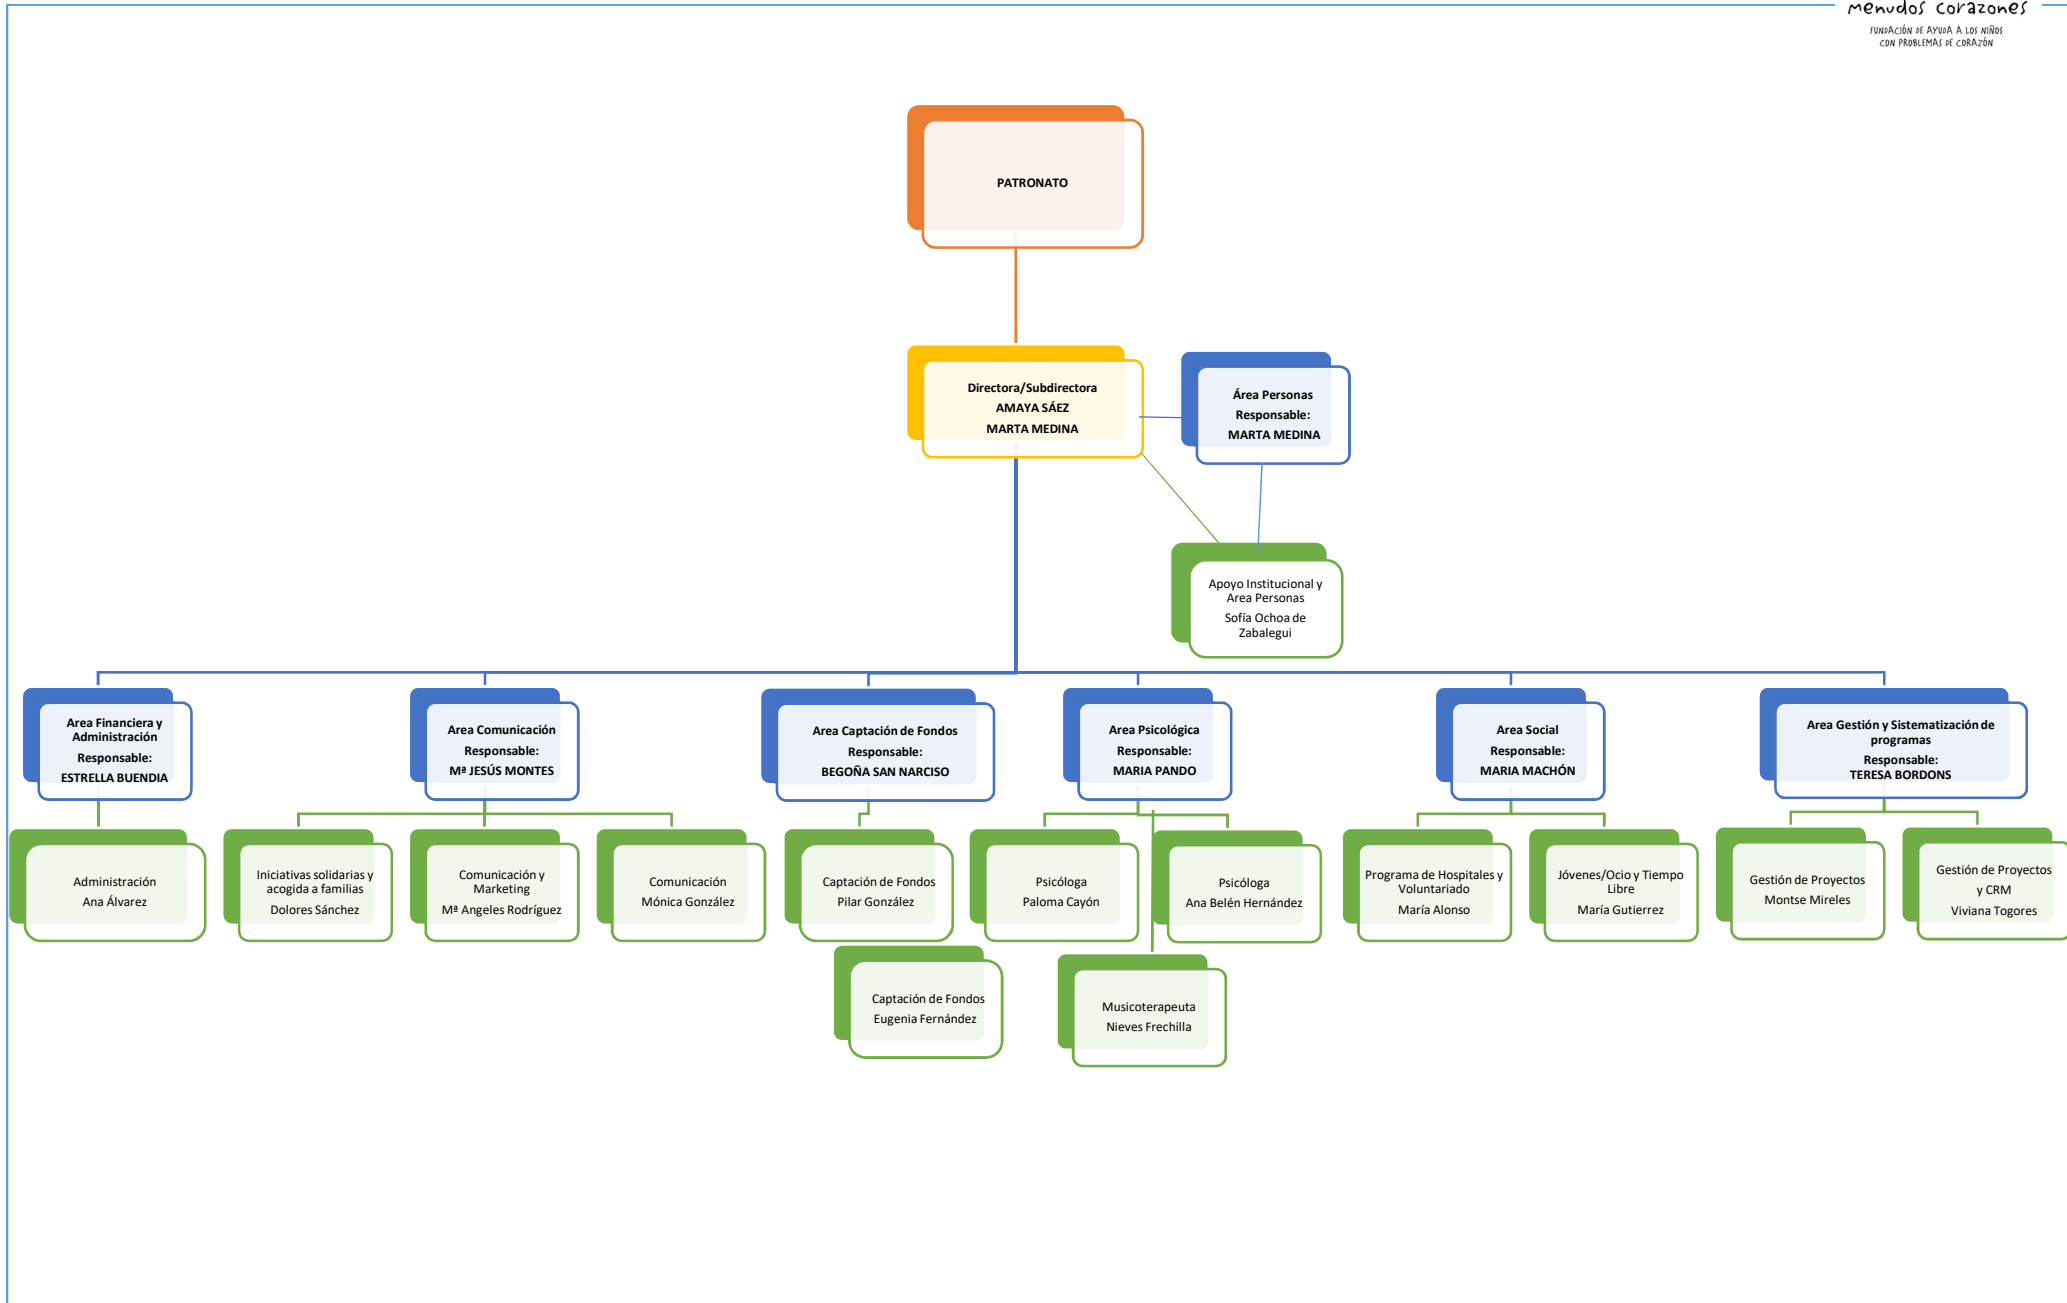 menudos corazones
FUNDACIÓN DE AYUDA A LOS NIÑOS
CON PROBLEMAS DE CORAZÓN
PATRONATO
Directora/Subdirectora
AMAYA SÁEZ
MARTA MEDINA
Área Personas
Responsable:
MARTA MEDINA
Apoyo Institucional y
Area Personas
Sofía Ochoa de
Zabalegui
Area Financiera y
Administración
Responsable:
ESTRELLA BUENDIA
Area Comunicación
Responsable:
Mª JESÚS MONTES
Area Captación de Fondos
Responsable:
BEGOÑA SAN NARCISO
Area Psicológica
Responsable:
MARIA PANDO
Area Social
Responsable:
MARIA MACHÓN
Area Gestión y Sistematización de
programas
Responsable:
TERESA BORDONS
Administración
Ana Álvarez
Iniciativas solidarias y
acogida a familias
Dolores Sánchez
Comunicación y
Marketing
Mª Angeles Rodríguez
Comunicación
Mónica González
Captación de Fondos
Pilar González
Psicóloga
Paloma Cayón
Psicóloga
Ana Belén Hernández
Programa de Hospitales y
Voluntariado
María Alonso
Jóvenes/Ocio y Tiempo
Libre
María Gutierrez
Gestión de Proyectos
Montse Mireles
Gestión de Proyectos
y CRM
Viviana Togores
Captación de Fondos
Eugenia Fernández
Musicoterapeuta
Nieves Frechilla